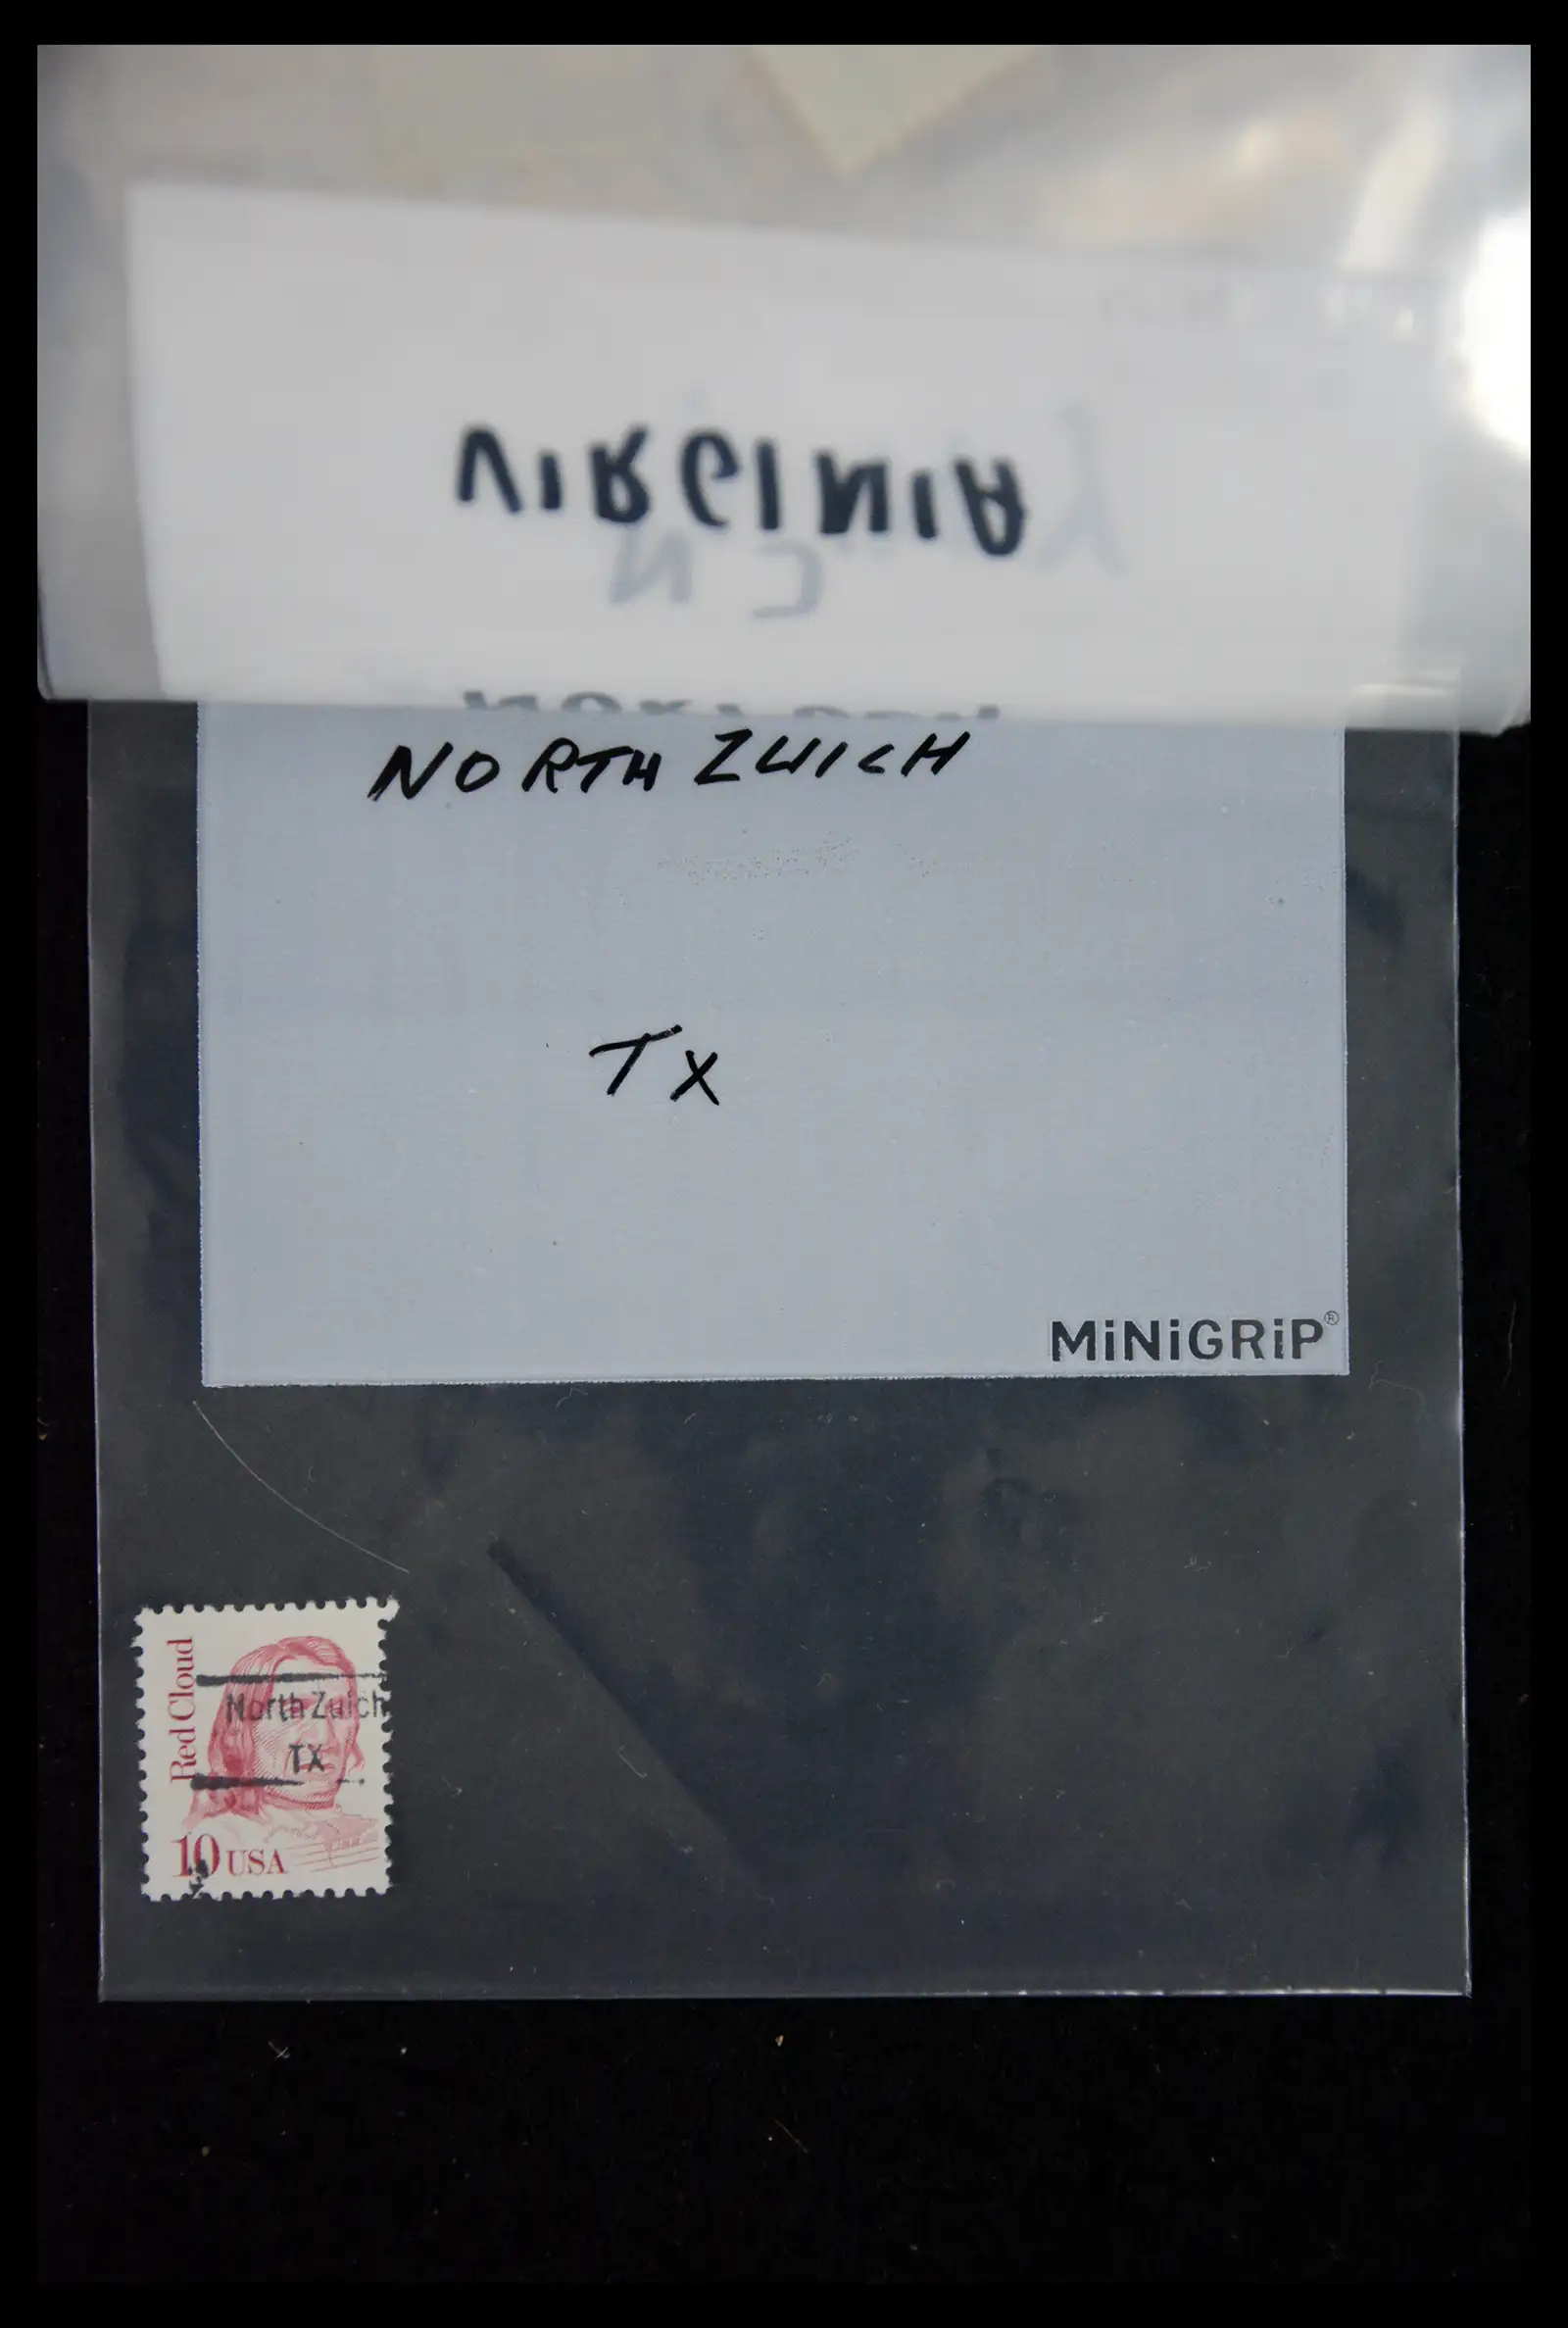 VIRGINIA
NORTH ZUICH
TX
MiNiGRiP®
Red Cloud
North Zulch
TX
10 USA